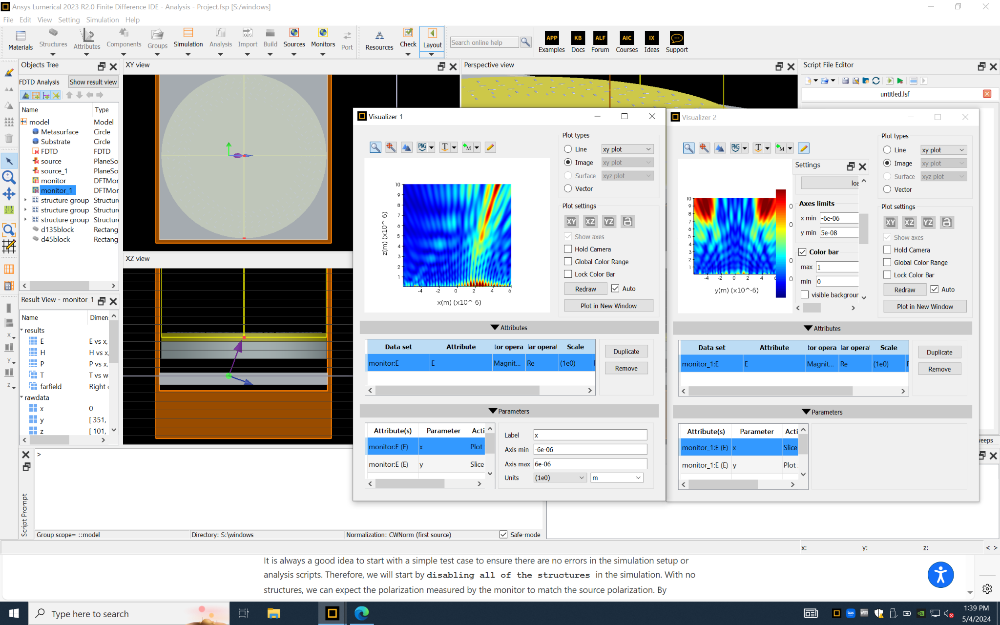 Ansys Lumerical 2023 R2.0 Finite Difference IDE - Analysis - Project.fsp [S:/windows]
File Edit View Setting Simulation Help
Materials Structures Attributes Components Groups Simulation Analysis Import Build Sources Monitors Port Resources Check Layout
Search online help
APP KB ALF AIC IX
Examples Docs Forum Courses Ideas Support
Objects Tree
FDTD Analysis Show result view
Name Type
model Model
Metasurface Circle
Substrate Circle
FDTD FDTD
source PlaneSo
source_1 PlaneSo
monitor DFTMor
monitor_1 DFTMor
structure group Structure
structure group Structure
structure group Structure
d135block Rectang
d45block Rectang
Result View - monitor_1
Name Dimen
results
E E vs x,
H H vs x,
P P vs x,
T T vs w
farfield Right
rawdata
x 0
y [ 351,
z [ 101,
XY view
XZ view
Perspective view
Script File Editor
untitled.lsf
Visualizer 1
PNG T M
Plot types
Line xy plot
Image xy plot
Surface xyz plot
Vector
Plot settings
XY XZ YZ
Show axes
Hold Camera
Global Color Range
Lock Color Bar
Redraw Auto
Plot in New Window
10
9
8
7
6
5
4
3
2
1
-4 -2 0 2 4 6
z(m) (x10^-6)
x(m) (x10^-6)
Attributes
Data set Attribute tor opera lar operat Scale
monitor:E E Magnit... Re (1e0)
Duplicate
Remove
Parameters
Attribute(s) Parameter Acti
monitor:E (E) x Plot
monitor:E (E) y Slice
Label x
Axis min -6e-06
Axis max 6e-06
Units (1e0) m
Visualizer 2
PNG T M
Settings
loa
Axes limits
x min -6e-06
y min 5e-08
Color bar
max 1
min 0
visible backgrour
10
9
8
7
6
5
4
3
2
1
-4 -2 0 2 4 6
y(m) (x10^-6)
0
0
0
0
Plot types
Line xy plot
Image xy plot
Surface xyz plot
Vector
Plot settings
XY XZ YZ
Show axes
Hold Camera
Global Color Range
Lock Color Bar
Redraw Auto
Plot in New Window
Attributes
Data set Attribute tor opera lar operat Scale
monitor_1:E E Magnit... Re (1e0)
Duplicate
Remove
Parameters
Attribute(s) Parameter Acti
monitor_1:E (E) x Slice
monitor_1:E (E) y Plot
eeps
>
Script Prompt
Group scope= ::model Directory: S:\windows Normalization: CWNorm (first source) Safe-mode
x: y: z: < >
It is always a good idea to start with a simple test case to ensure there are no errors in the simulation setup or
analysis scripts. Therefore, we will start by disabling all of the structures in the simulation. With no
structures, we can expect the polarization measured by the monitor to match the source polarization. By
Type here to search
box
vm
1:39 PM
5/4/2024